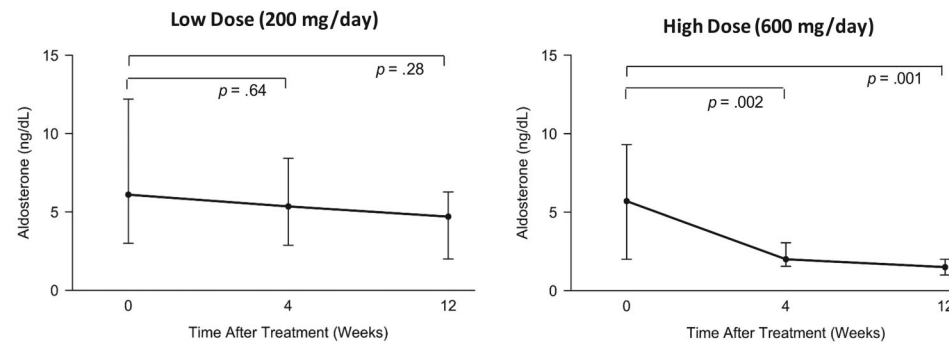 Low Dose (200 mg/day)
15
10
5
0
Aldosterone (ng/dL)
p = .28
p = .64
0 4 12
Time After Treatment (Weeks)
High Dose (600 mg/day)
15
10
5
0
Aldosterone (ng/dL)
p = .001
p = .002
0 4 12
Time After Treatment (Weeks)